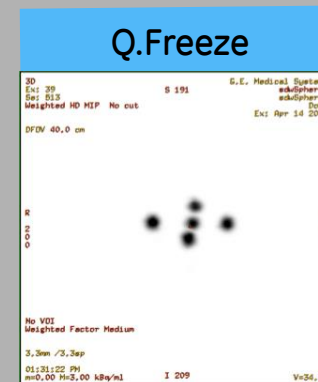 Q.Freeze
3D
Ex: 39
Se: 513
Weighted HD MIP No cut
DFOV 40.0 cm
S 191
G.E. Medical Syste
Ex: Apr 14 20
R
2
0
0
No VOI
Weighted Factor Medium
3.3mm /3.3sp
01:31:22 PM
m=0.00 M=3.00 kBq/ml
I 209
V=34.